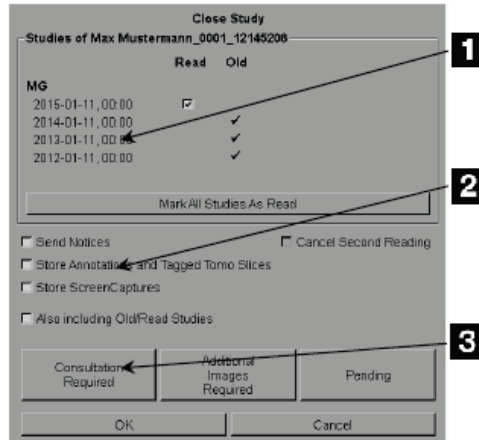 Close Study
Studies of Max Mustermann_0001_12145208
Read Old
MG
2015-01-11, 00:00
2014-01-11, 00:00
2013-01-11, 00:00
2012-01-11, 00:00
Mark All Studies As Read
Send Notices
Cancel Second Reading
Store Annotations and Tagged Tomo Slices
Store ScreenCaptures
Also including Old/Read Studies
Consultation Required
Additional Images Required
Pending
OK
Cancel
1
2
3